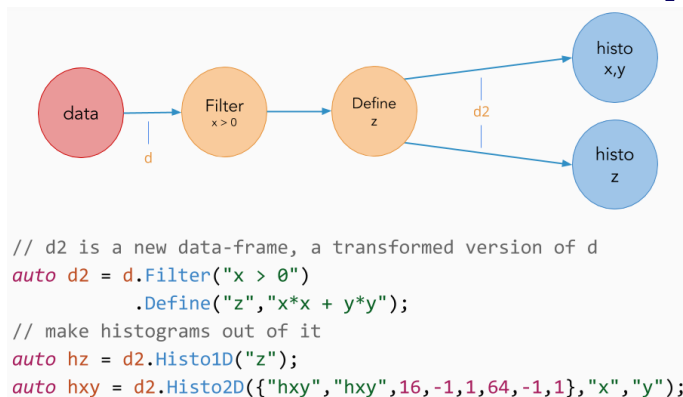 data
d
Filter
x > 0
Define
z
d2
histo
x,y
histo
z
// d2 is a new data-frame, a transformed version of d
auto d2 = d.Filter("x > 0")
.Define("z","x*x + y*y");
// make histograms out of it
auto hz = d2.Histo1D("z");
auto hxy = d2.Histo2D({"hxy","hxy",16,-1,1,64,-1,1},"x","y");